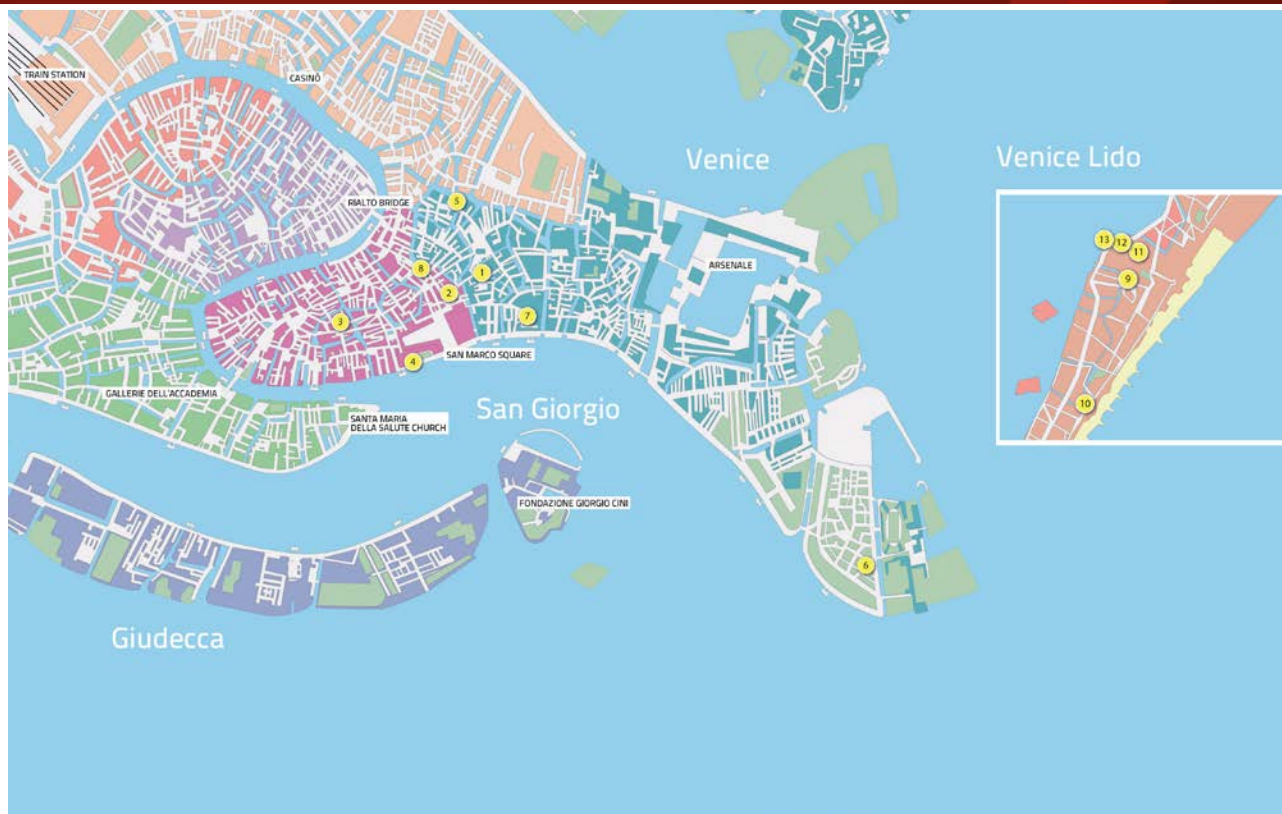 TRAIN STATION
CASINÒ
Venice
Venice Lido
RIALTO BRIDGE
5
13
12
11
8
1
ARSENALE
9
2
3
7
4
SAN MARCO SQUARE
GALLERIE DELL'ACCADEMIA
10
San Giorgio
SANTA MARIA
DELLA SALUTE CHURCH
FONDAZIONE GIORGIO CINI
6
Giudecca